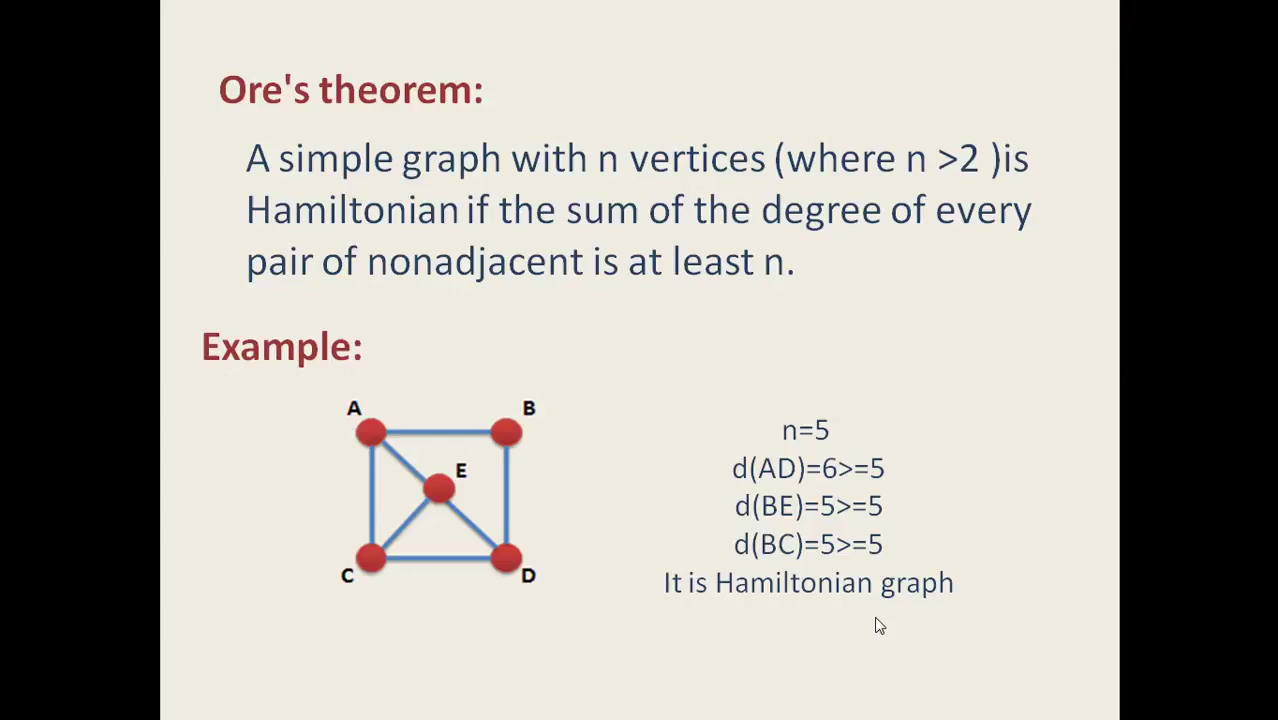 Ore's theorem:
A simple graph with n vertices (where n >2 )is
Hamiltonian if the sum of the degree of every
pair of nonadjacent is at least n.
Example:
A
B
E
C
D
n=5
d(AD)=6>=5
d(BE)=5>=5
d(BC)=5>=5
It is Hamiltonian graph